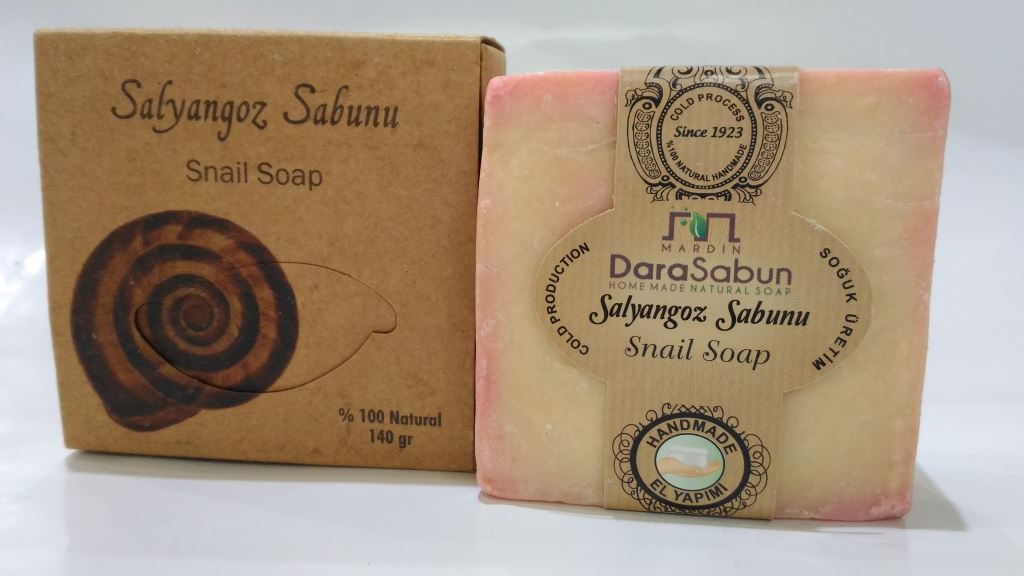 Salyangoz Sabunu
Snail Soap
% 100 Natural
140 gr
COLD PROCESS
Since 1923
%100 NATURAL HANDMADE
MARDİN
DaraSabun
HOME MADE NATURAL SOAP
COLD PRODUCTION
SOĞUK ÜRETİM
Salyangoz Sabunu
Snail Soap
HANDMADE
EL YAPIMI